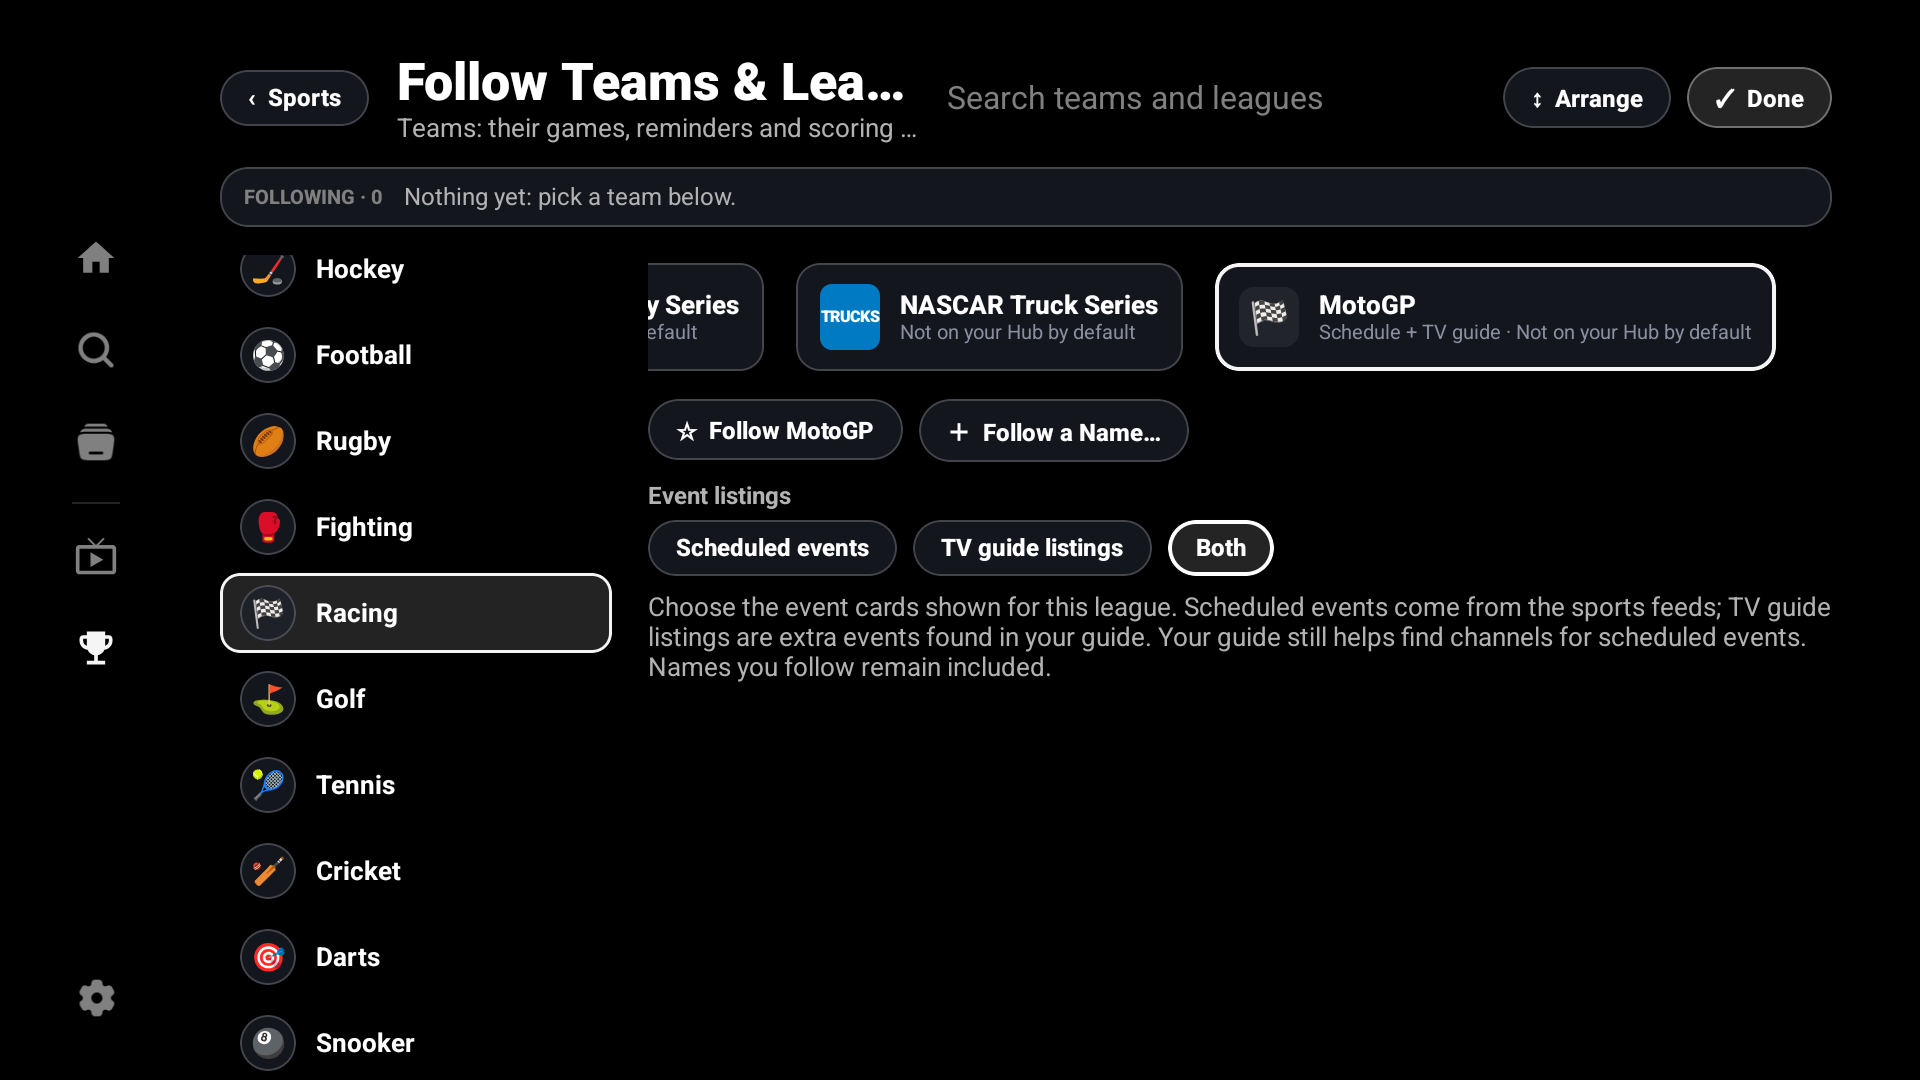 ‹ Sports
Follow Teams & Lea...
Teams: their games, reminders and scoring ...
Search teams and leagues
↕ Arrange
✓ Done
FOLLOWING · 0 Nothing yet: pick a team below.
Hockey
Football
Rugby
Fighting
Racing
Golf
Tennis
Cricket
Darts
8
Snooker
y Series
efault
TRUCKS
NASCAR Truck Series
Not on your Hub by default
MotoGP
Schedule + TV guide · Not on your Hub by default
☆ Follow MotoGP
+ Follow a Name...
Event listings
Scheduled events
TV guide listings
Both
Choose the event cards shown for this league. Scheduled events come from the sports feeds; TV guide
listings are extra events found in your guide. Your guide still helps find channels for scheduled events.
Names you follow remain included.